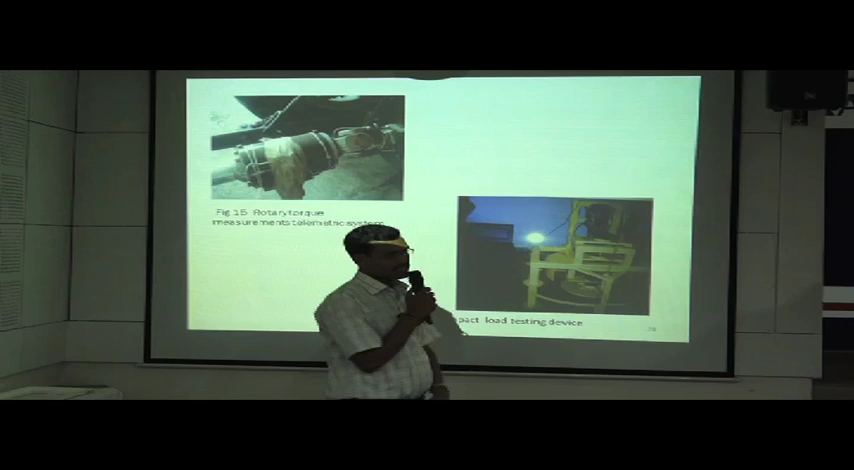 Fig 15 Rotary torque
measurements telemetric system
pact load testing device